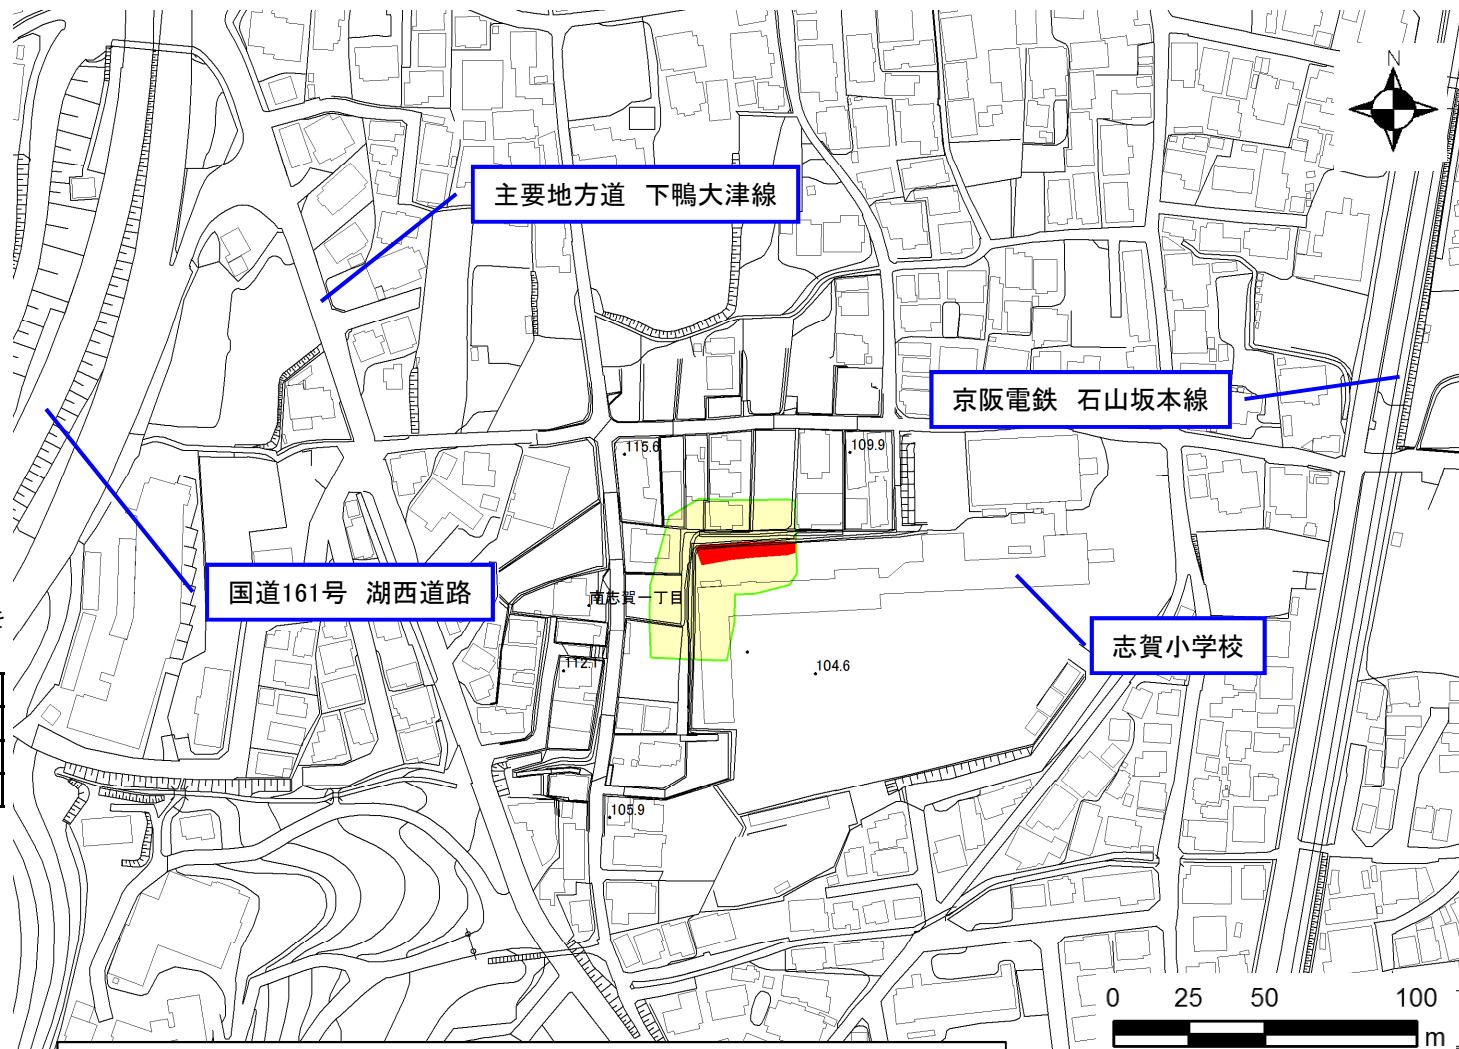 N
主要地方道 下鴨大津線
京阪電鉄 石山坂本線
115.6
109.9
国道161号 湖西道路
南志賀一丁目
志賀小学校
112.1
104.6
105.9
0 25 50 100
m